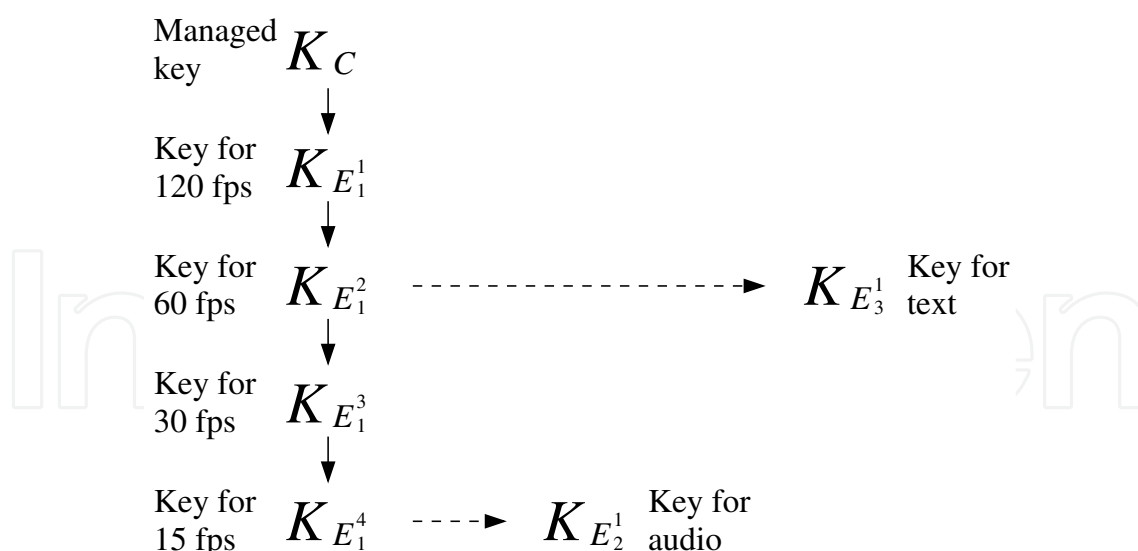 Managed
key K_C
Key for
120 fps K_{E_1^1}
Key for
60 fps K_{E_1^2}
K_{E_3^1} Key for
text
Key for
30 fps K_{E_1^3}
Key for
15 fps K_{E_1^4}
K_{E_2^1} Key for
audio